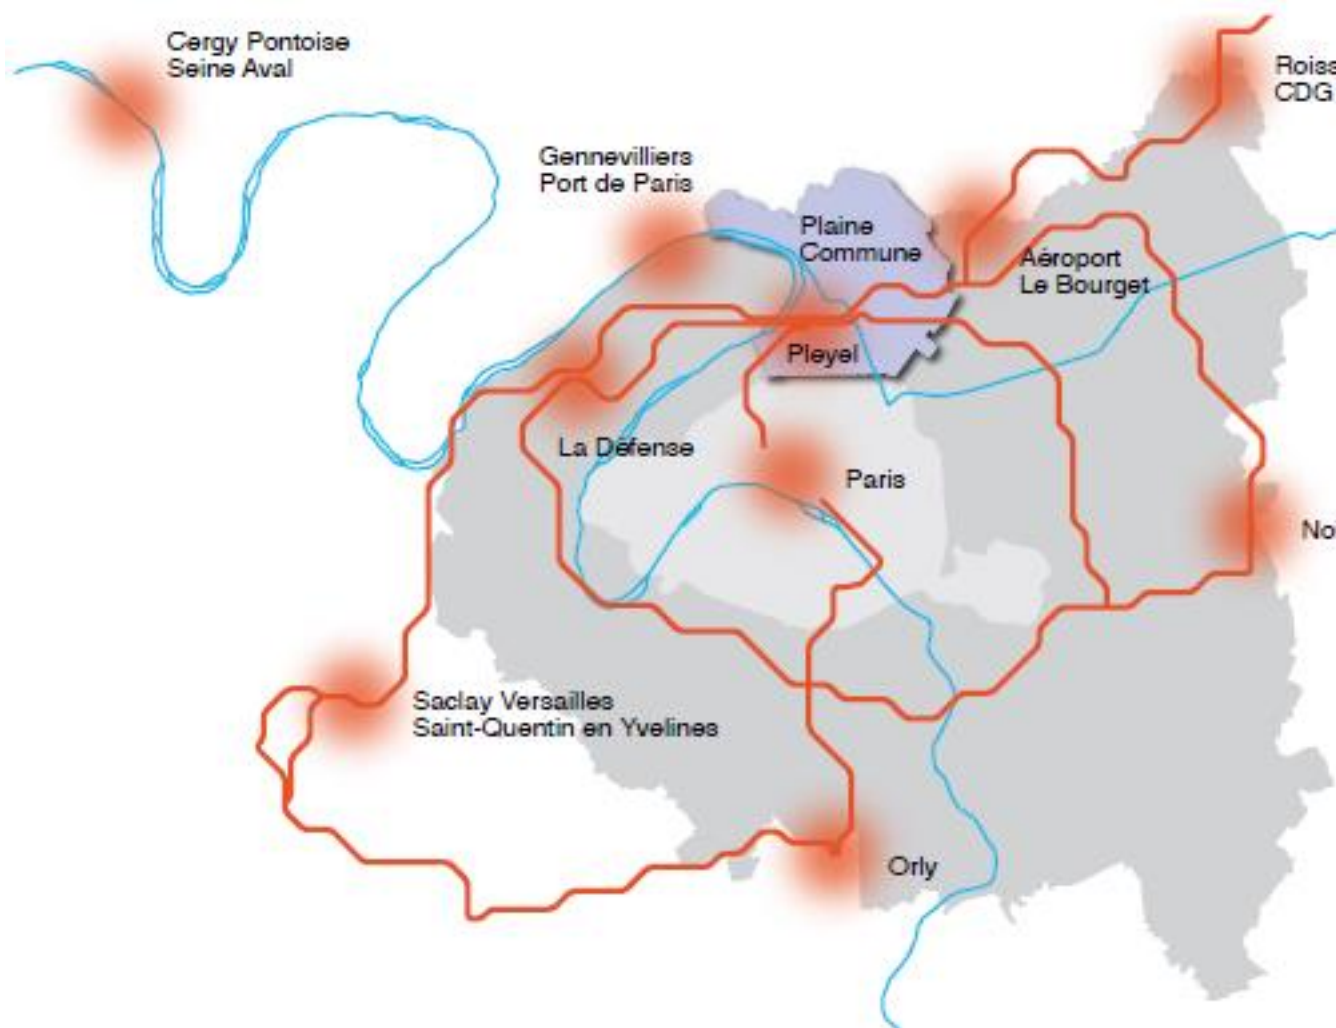 Cergy Pontoise
Seine Aval
Roiss
CDG
Gennevilliers
Port de Paris
Plaine
Commune
Aéroport
Le Bourget
Pleyel
La Défense
Paris
No
Saclay Versailles
Saint-Quentin en Yvelines
Orly